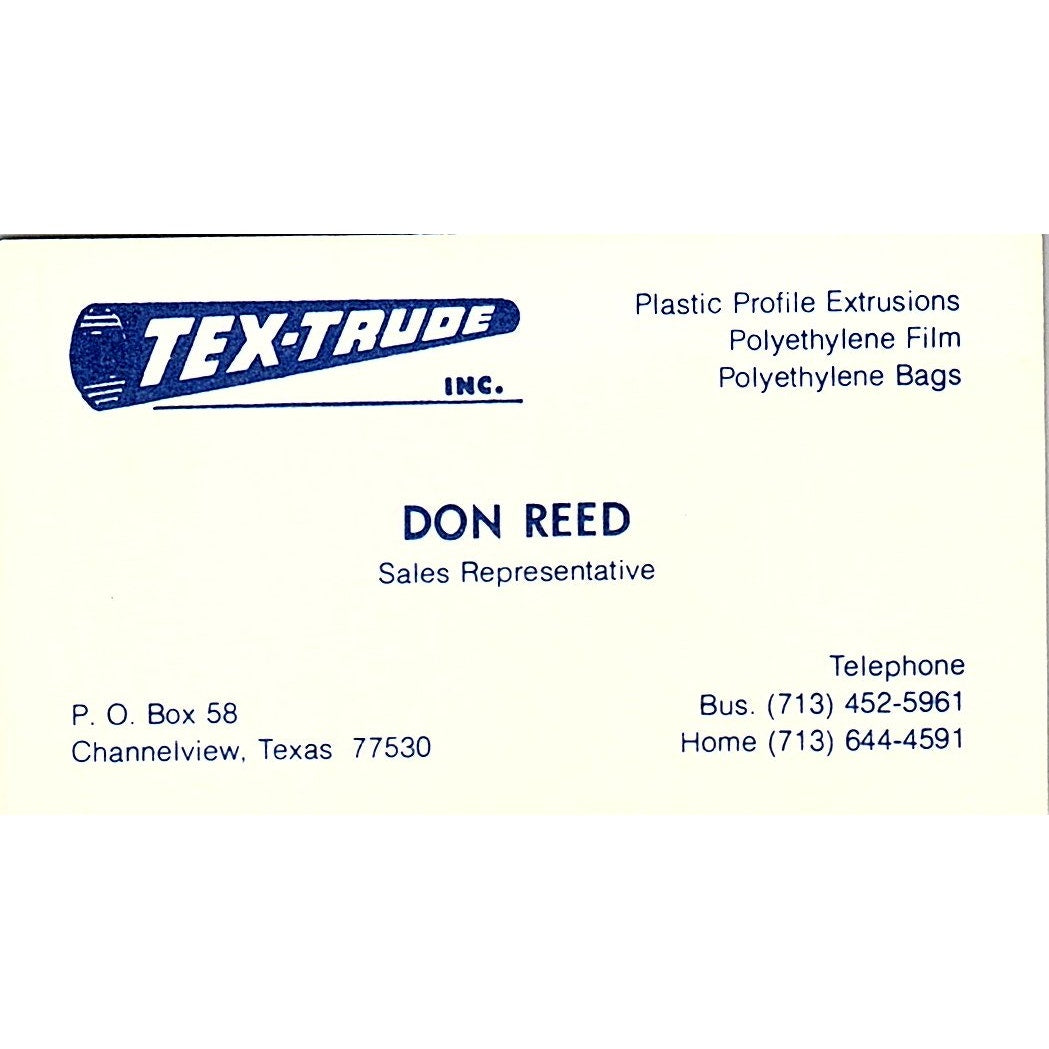 TEX-TRUDE
INC.
Plastic Profile Extrusions
Polyethylene Film
Polyethylene Bags
DON REED
Sales Representative
P. O. Box 58
Channelview, Texas 77530
Telephone
Bus. (713) 452-5961
Home (713) 644-4591